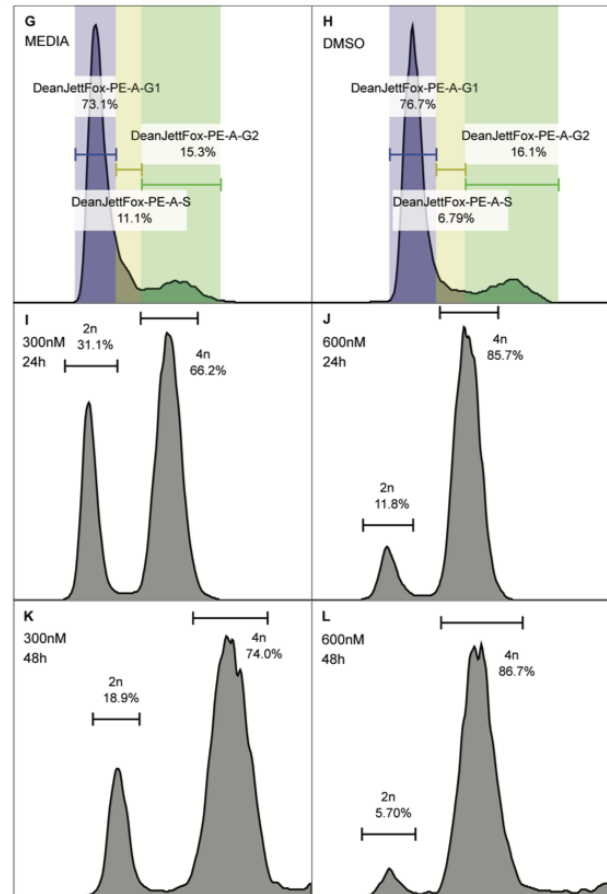 G
MEDIA
DeanJettFox-PE-A-G1
73.1%
DeanJettFox-PE-A-G2
15.3%
DeanJettFox-PE-A-S
11.1%
H
DMSO
DeanJettFox-PE-A-G1
76.7%
DeanJettFox-PE-A-G2
16.1%
DeanJettFox-PE-A-S
6.79%
I
300nM
24h
2n
31.1%
4n
66.2%
J
600nM
24h
4n
85.7%
2n
11.8%
K
300nM
48h
4n
74.0%
2n
18.9%
L
600nM
48h
4n
86.7%
2n
5.70%